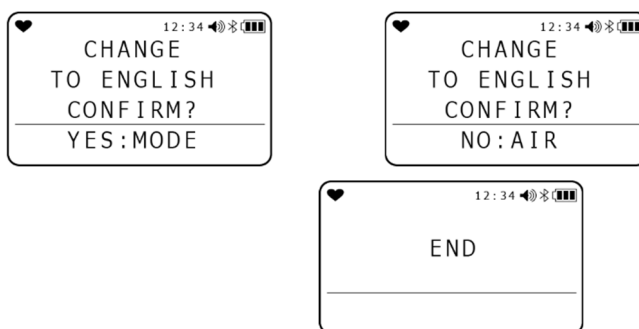 12:34
CHANGE
TO ENGLISH
CONFIRM?
YES:MODE
12:34
CHANGE
TO ENGLISH
CONFIRM?
NO:AIR
12:34
END